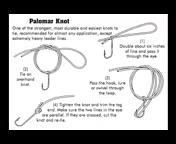 Palomar Knot
One of the strongest, most durable and easiest knots to
tie, recommended for almost any application, except
extremely heavy leader lines.
(1)
Double about six inches
of line and pass it
through the eye.
(2)
Tie an
overhand
knot.
(3)
Pass the hook, lure
or swivel through
the loop.
(4) Tighten the knot and trim the tag
end. Make sure the two lines in the eye
are parallel. If they are crossed, cut the
knot and re-tie.